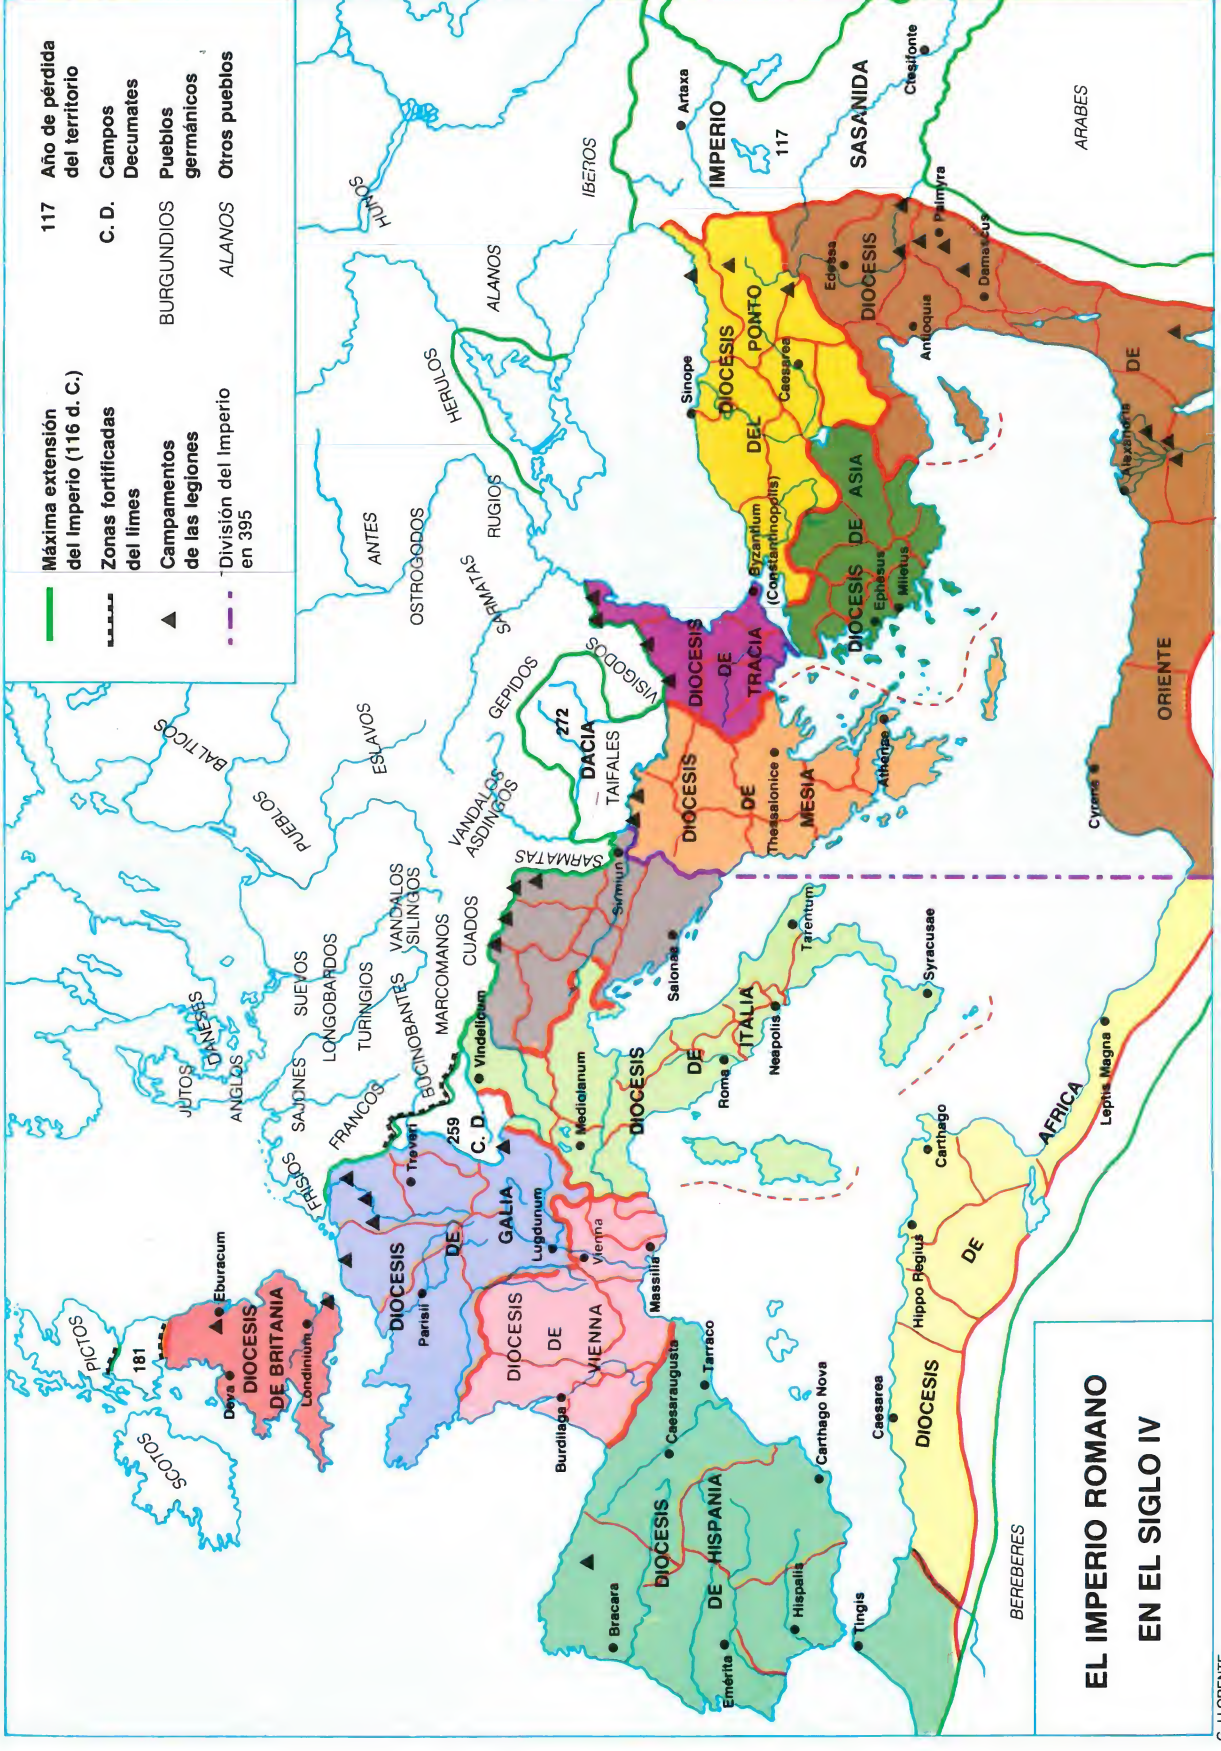 117 Año de pérdida
del territorio
C. D. Campos
Decumates
BURGUNDIOS Pueblos
germánicos
ALANOS Otros pueblos
Máxima extensión
del Imperio (116 d. C.)
Zonas fortificadas
del limes
Campamentos
de las legiones
División del Imperio
en 395
PICTOS
181
SCOTOS
Eburacum
Deva
DIOCESIS
DE BRITANIA
Londinium
JUTOS
DANESES
ANGLOS
SAJONES
FRISIOS
FRANCOS
SUEVOS
LONGOBARDOS
TURINGIOS
BUCINOBANTES
MARCOMANOS
VANDALOS
SILINGOS
CUADOS
PUEBLOS
BALTICOS
ESLAVOS
VANDALOS
ASDINGOS
SARMATAS
GEPIDOS
272
DACIA
TAIFALES
VISIGODOS
ANTES
OSTROGODOS
SARMATAS
RUGIOS
HERULOS
ALANOS
HUNOS
IBEROS
Artaxa
IMPERIO
117
SASANIDA
Ctesifonte
ARABES
DIOCESIS
DE
GALIA
Treveri
Parisii
Lugdunum
259
C. D.
Vindelicum
DIOCESIS
DE
VIENNA
Vienna
Massilia
Burdilaga
DIOCESIS
DE HISPANIA
Caesaraugusta
Tarraco
Carthago Nova
Bracara
Emérita
Hispalis
Tingis
Mediolanum
DIOCESIS
DE
ITALIA
Roma
Neapolis
Tarentum
Syracusae
Salonae
Sirmiun
DIOCESIS
DE
MESIA
Thessalonice
Athenae
DIOCESIS
DE
TRACIA
Byzantium
(Constantinopolis)
DIOCESIS DE ASIA
Ephesus
Miletus
DIOCESIS
DEL PONTO
Sinope
Caesarea
DIOCESIS
DE
ORIENTE
Edessa
Antioquia
Palmyra
Damascus
Alexandria
Cyrene
DIOCESIS
DE
AFRICA
Caesarea
Hippo Regius
Carthago
Leptis Magna
BEREBERES
EL IMPERIO ROMANO
EN EL SIGLO IV